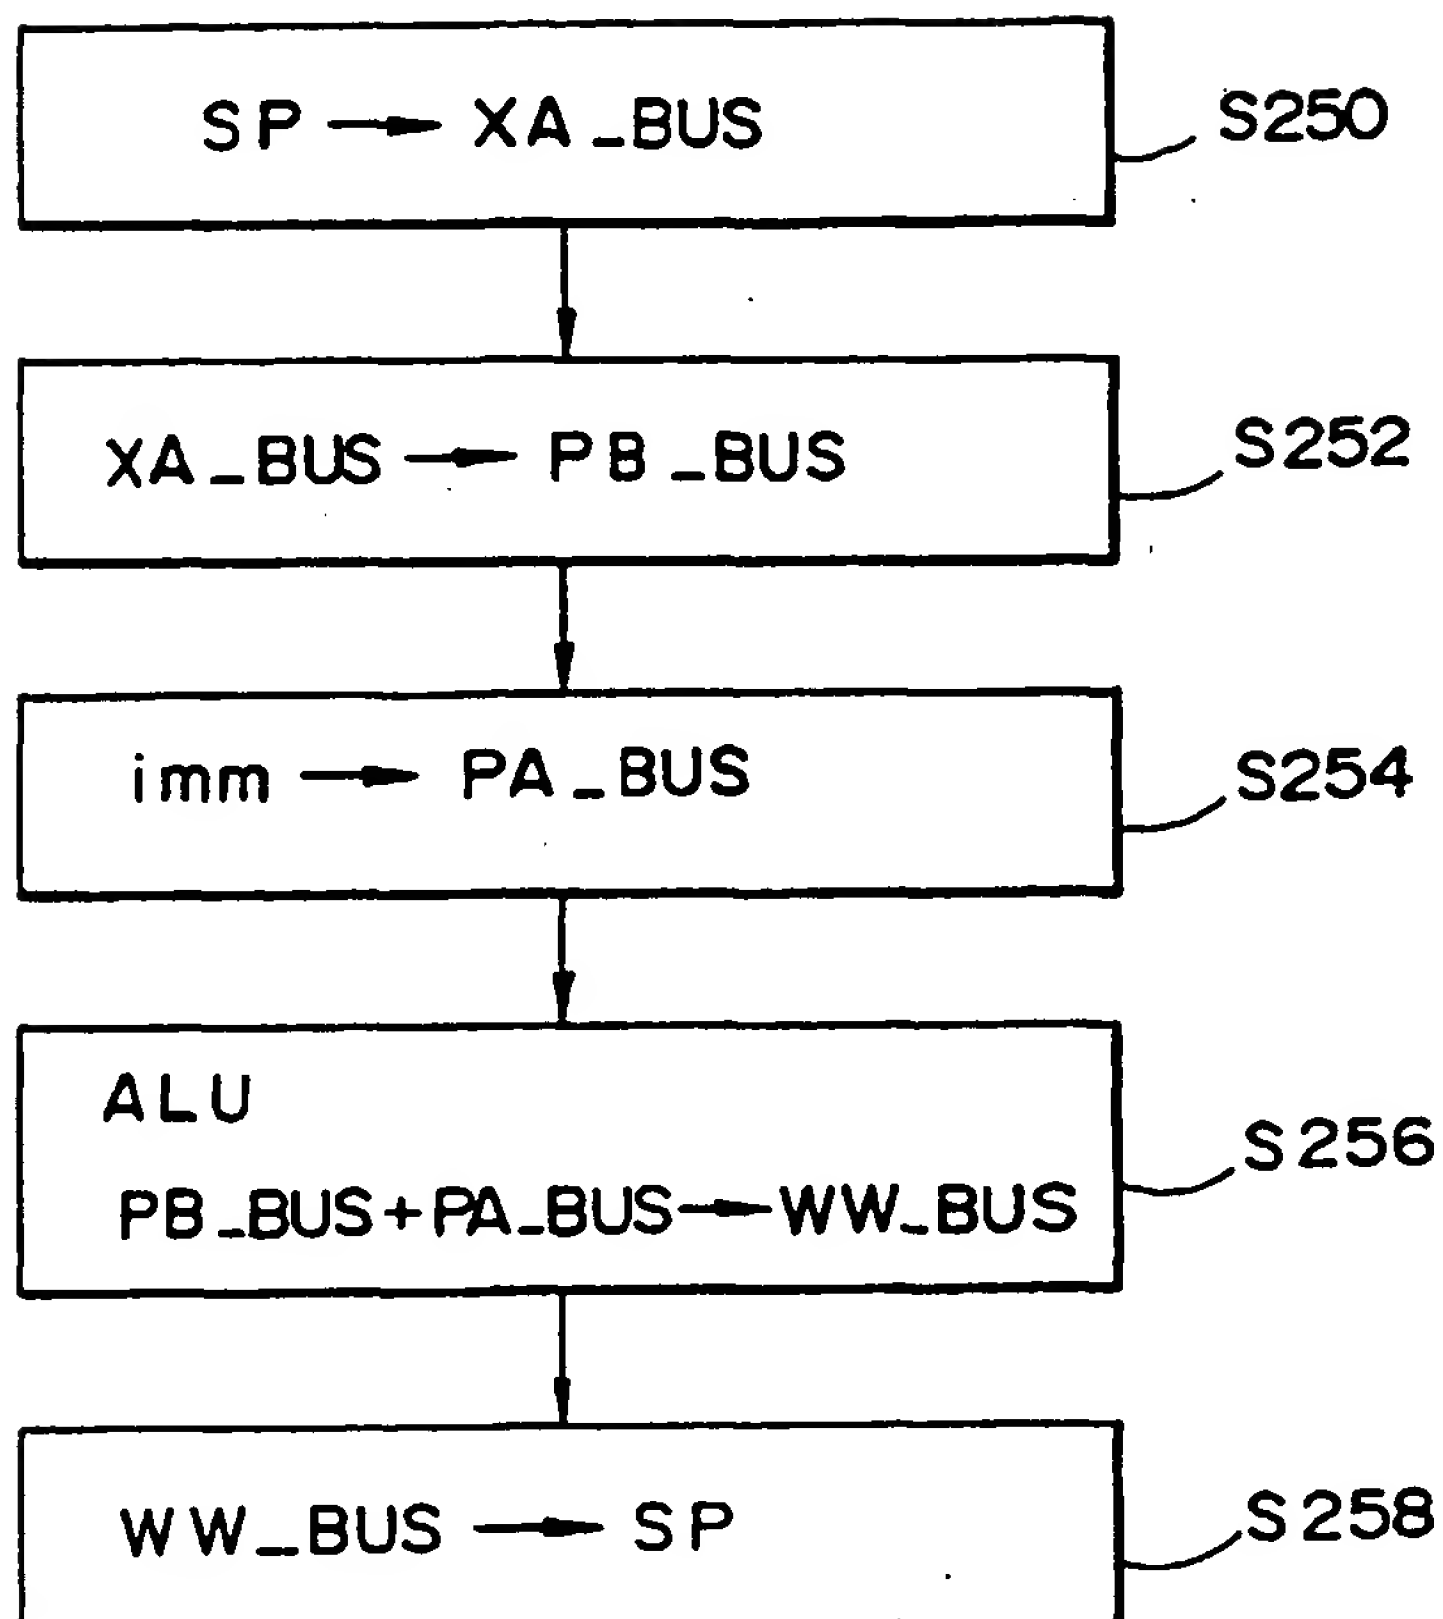 SP → XA_BUS
S250
XA_BUS → PB_BUS
S252
imm → PA_BUS
S254
ALU
PB_BUS+PA_BUS→WW_BUS
S256
WW_BUS → SP
S258